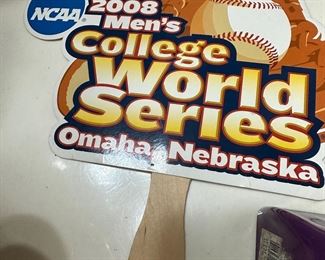 NCAA
2008
Men's
College
World
Series
Omaha, Nebraska